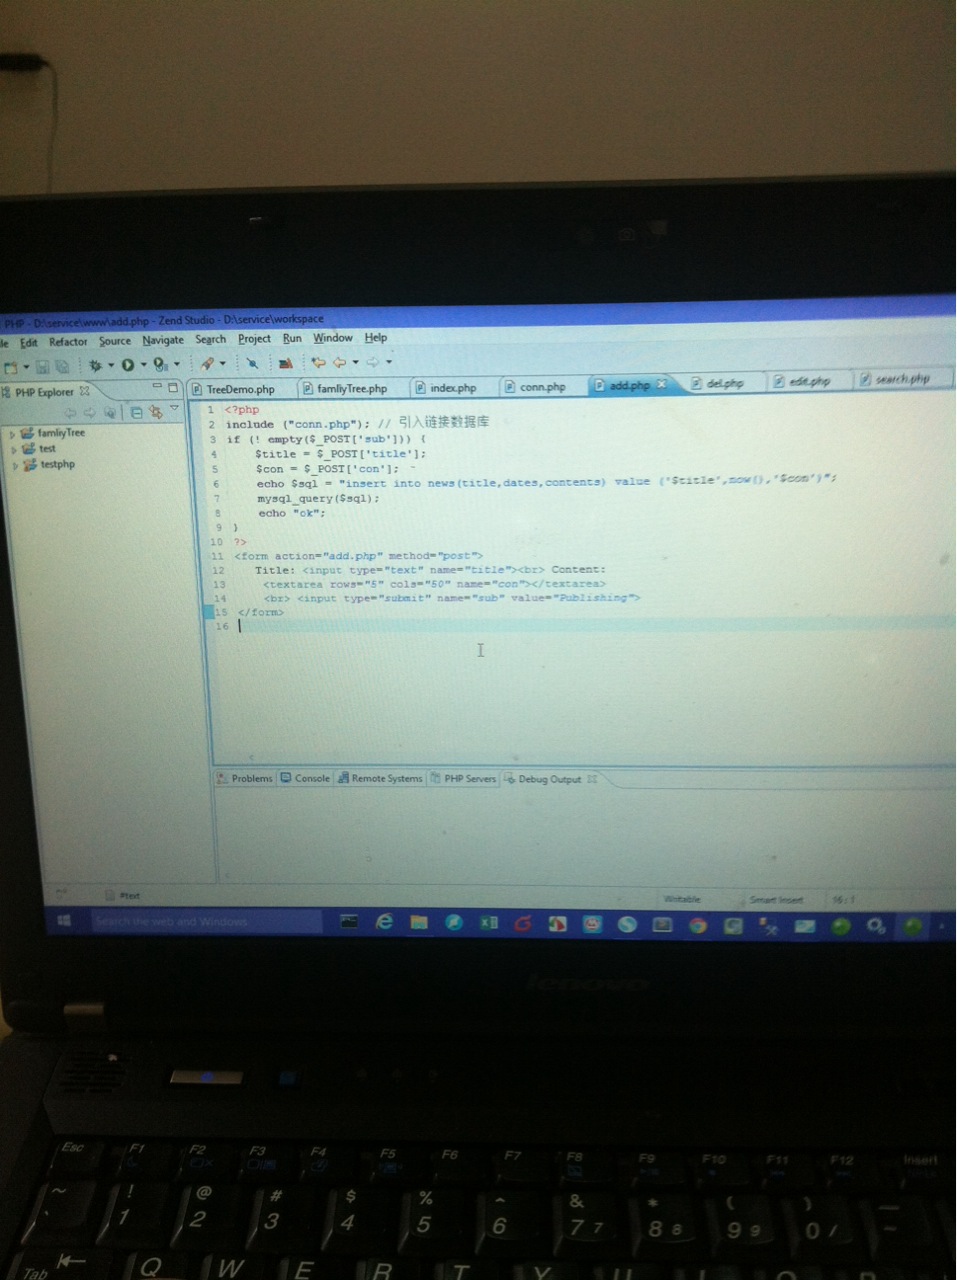 PHP - D:\service\www\add.php - Zend Studio - D:\service\workspace
le Edit Refactor Source Navigate Search Project Run Window Help
PHP Explorer
TreeDemo.php famliyTree.php index.php conn.php add.php del.php edit.php search.php
famliyTree
test
testphp
1 <?php
2 include ("conn.php"); // 引入链接数据库
3 if (! empty($_POST['sub'])) {
4 $title = $_POST['title'];
5 $con = $_POST['con'];
6 echo $sql = "insert into news(title,dates,contents) value ('$title',now(),'$con')";
7 mysql_query($sql);
8 echo "ok";
9 }
10 ?>
11 <form action="add.php" method="post">
12 Title: <input type="text" name="title"><br> Content:
13 <textarea rows="5" cols="50" name="con"></textarea>
14 <br> <input type="submit" name="sub" value="Publishing">
15 </form>
16
Problems Console Remote Systems PHP Servers Debug Output
#text Writable Smart Insert 16 : 1
Search the web and Windows
lenovo
Esc F1 F2 F3 F4 F5 F6 F7 F8 F9 F10 F11 F12 Insert
~ ! @ # $ % ^ & * ( ) _
` 1 2 3 4 5 6 7 7 8 8 9 9 0 /
Tab Q W E R T Y U